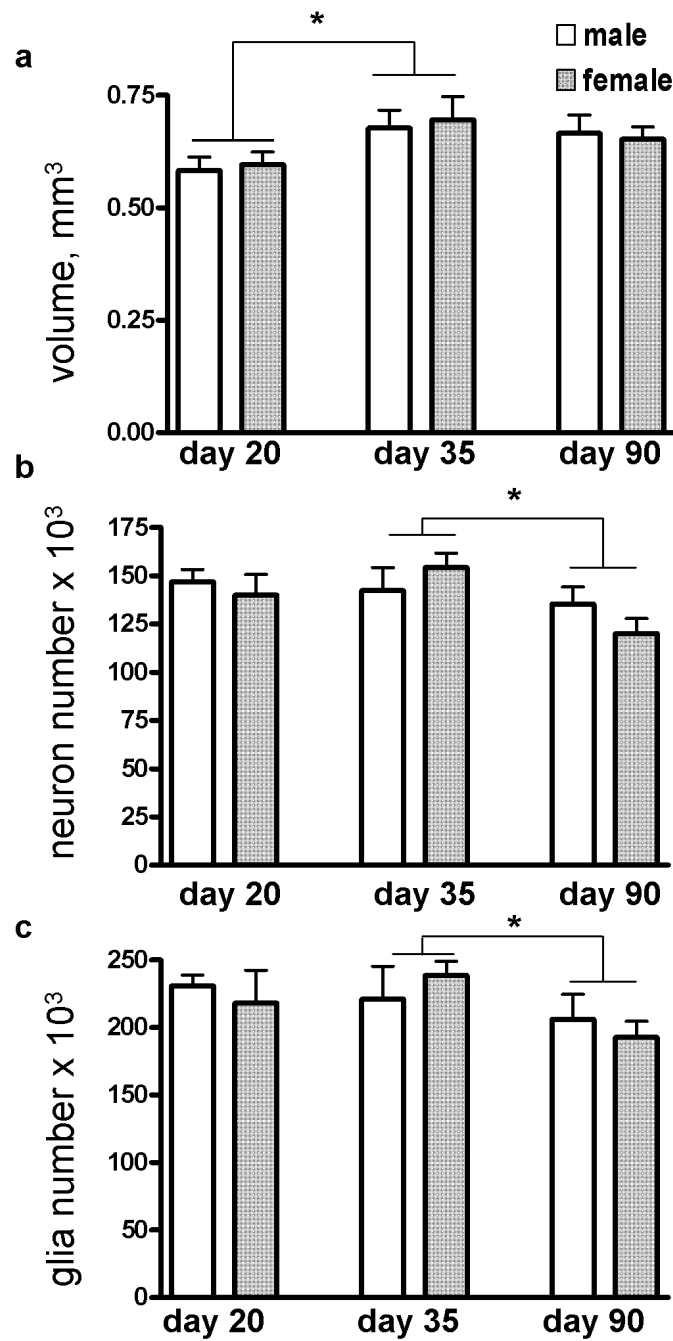 *
male
a
female
0.75
0.50
0.25
0.00
volume, mm³
day 20 day 35 day 90
b
*
175
150
125
100
75
50
25
0
neuron number x 10³
day 20 day 35 day 90
c
*
250
200
150
100
50
0
glia number x 10³
day 20 day 35 day 90